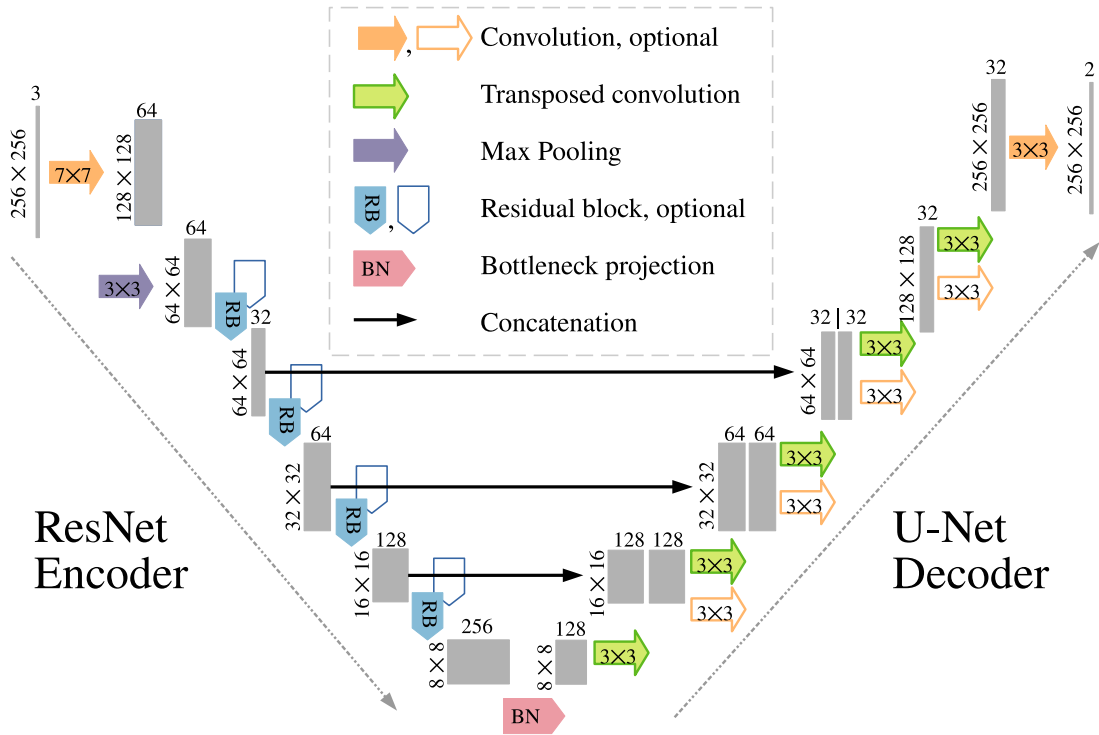 , Convolution, optional
Transposed convolution
Max Pooling
RB , Residual block, optional
BN Bottleneck projection
Concatenation
3
256 × 256
7×7
64
128 × 128
3×3
64
64 × 64
RB
32
64 × 64
RB
64
32 × 32
RB
128
16 × 16
RB
256
8 × 8
BN
128
8 × 8
3×3
128 128
16 × 16
3×3
3×3
64 64
32 × 32
3×3
3×3
32 | 32
64 × 64
3×3
3×3
32
128 × 128
3×3
3×3
32
256 × 256
3×3
2
256 × 256
ResNet
Encoder
U-Net
Decoder